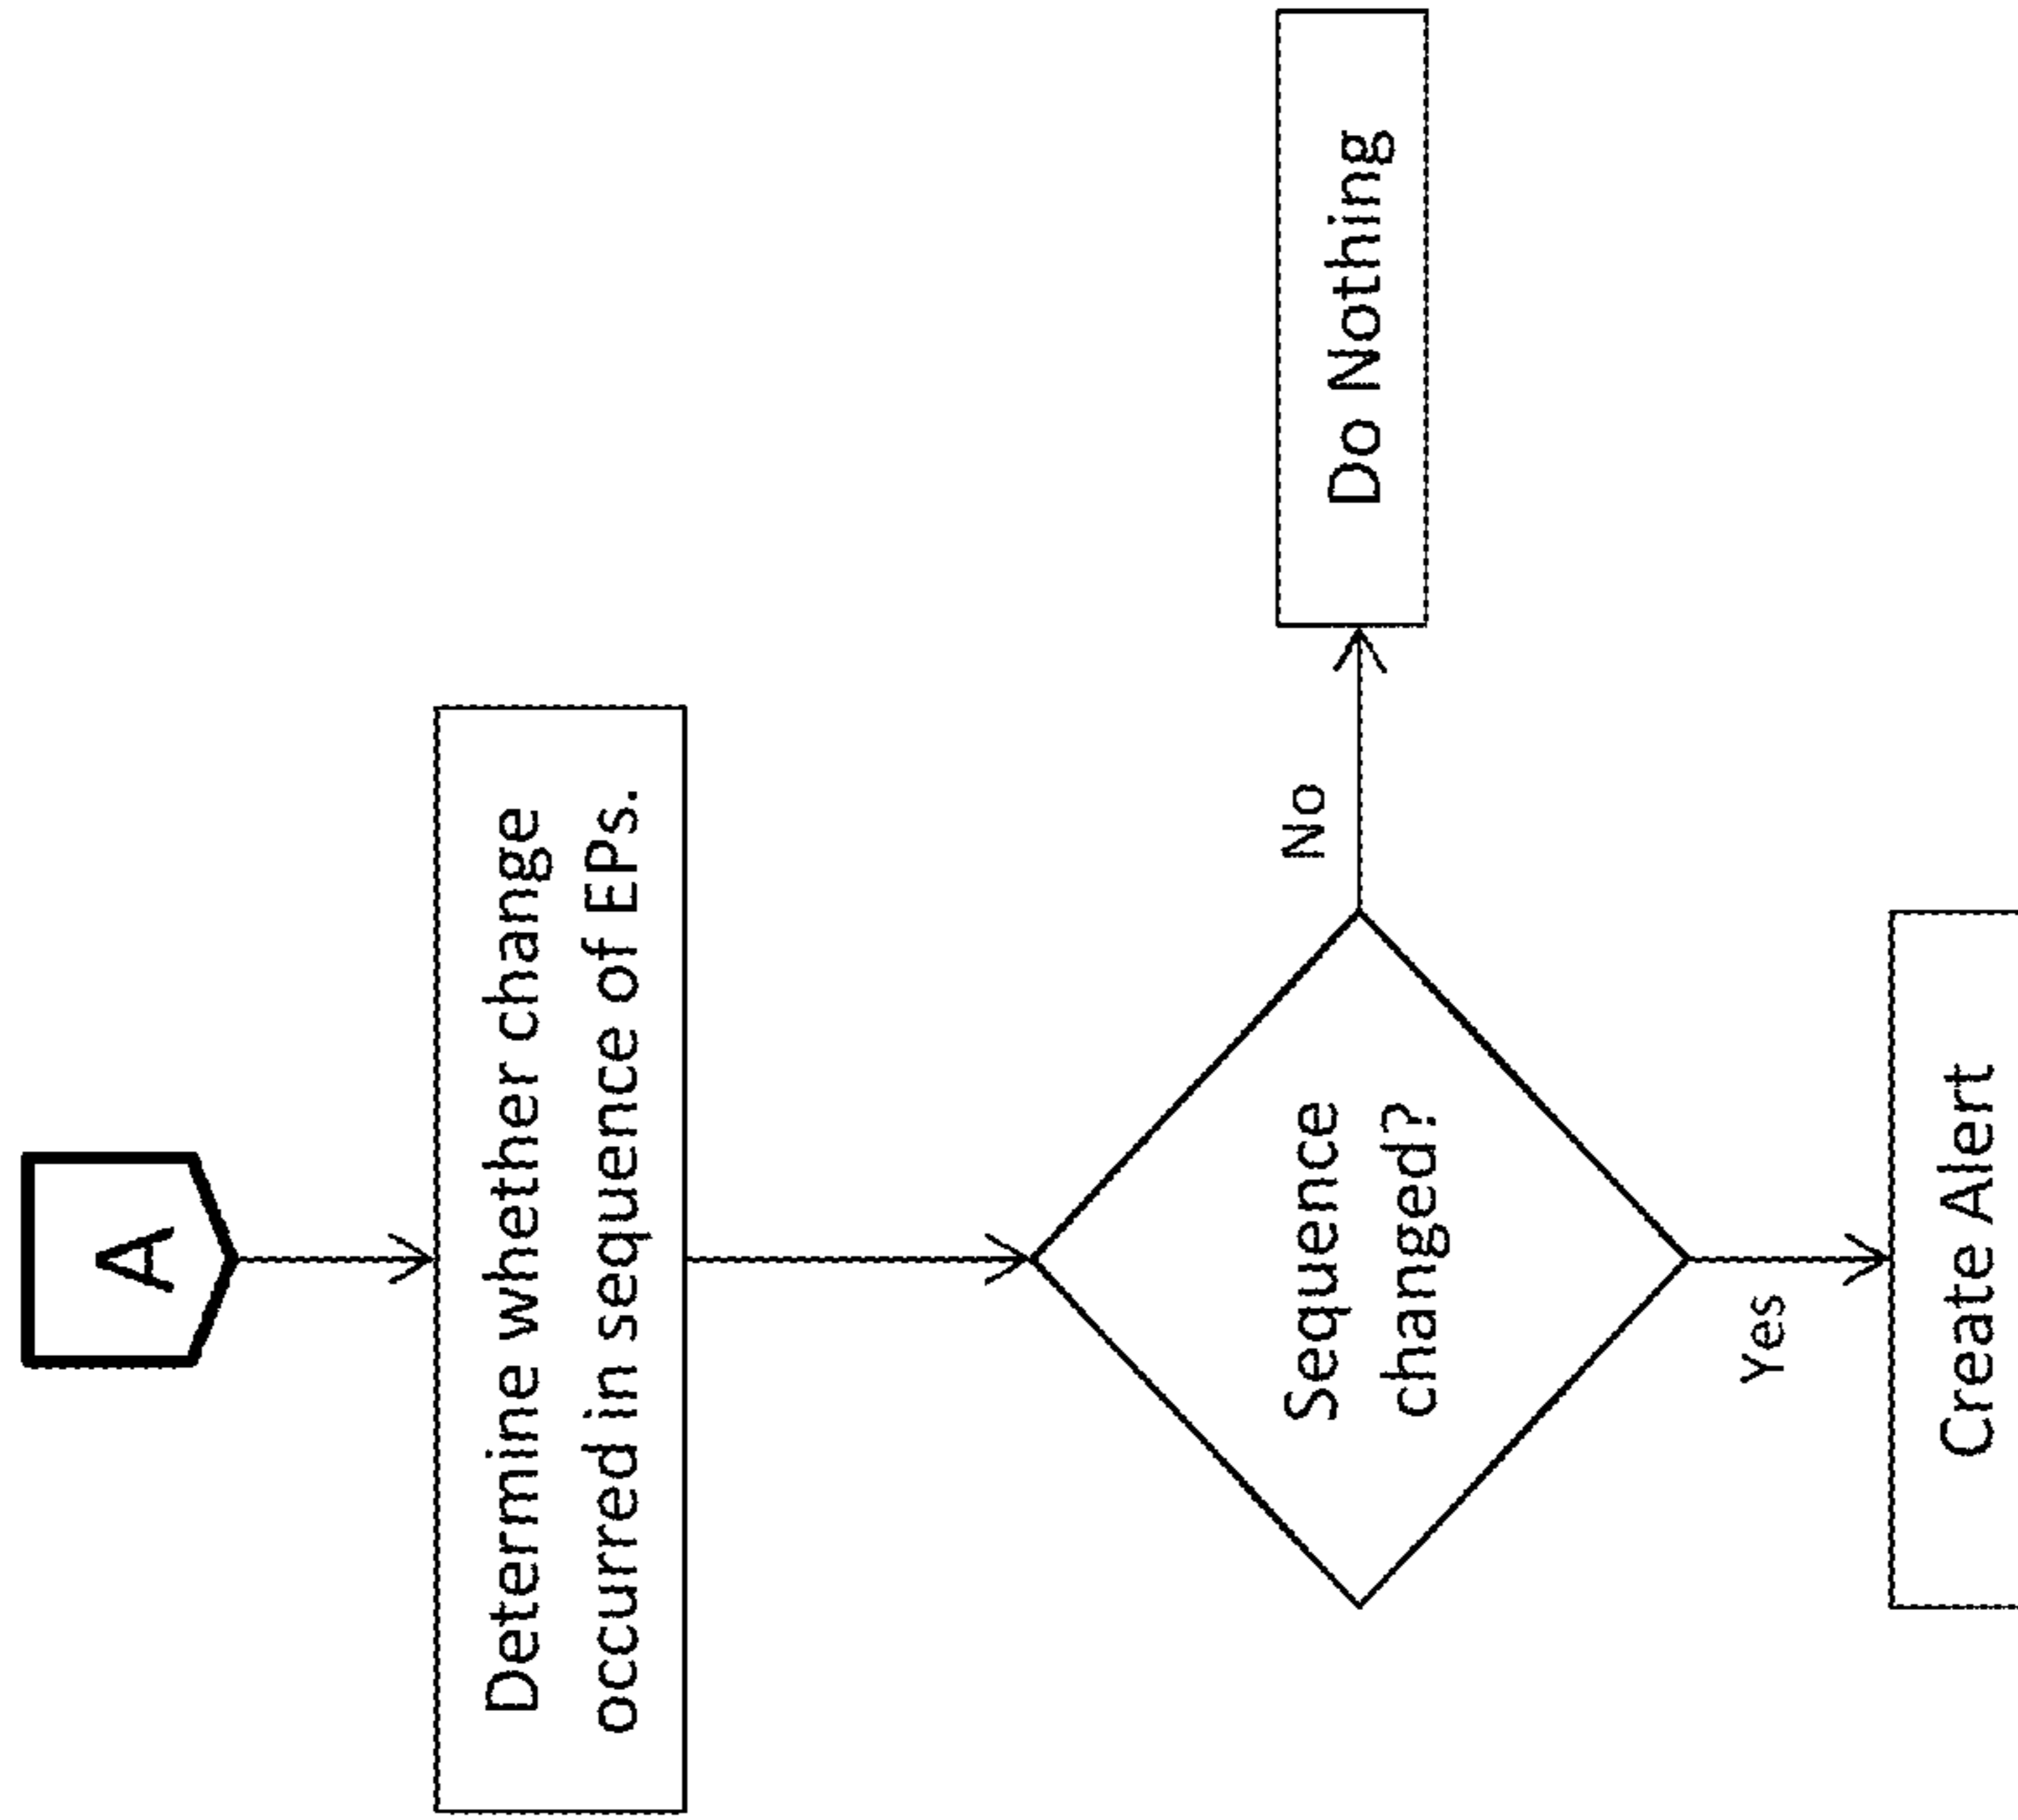 A
Determine whether change
occurred in sequence of EPs.
Sequence
changed?
No
Do Nothing
Yes
Create Alert